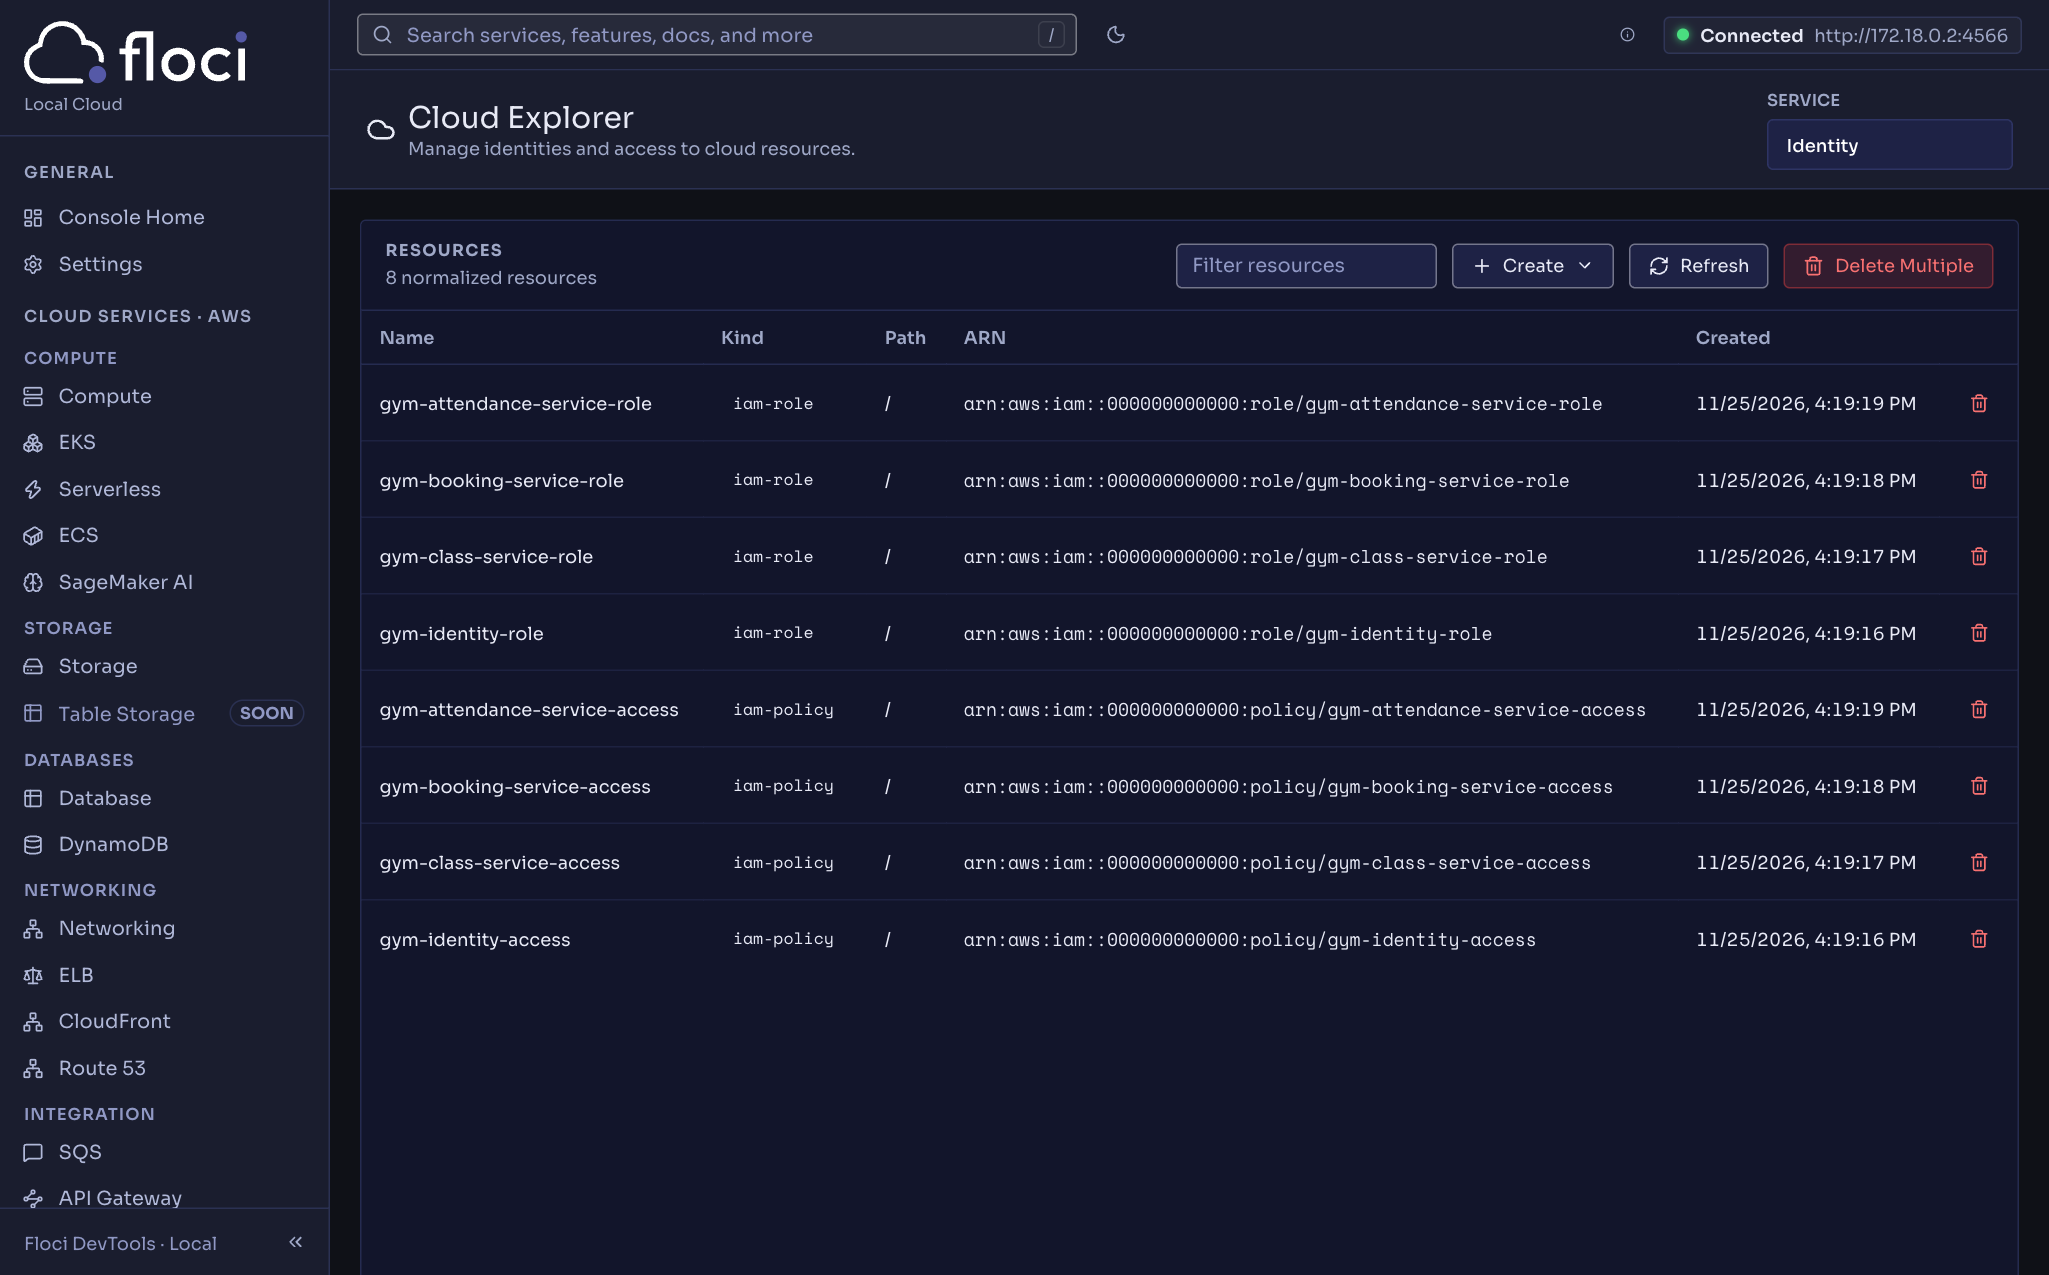 floci
Local Cloud
GENERAL
Console Home
Settings
CLOUD SERVICES · AWS
COMPUTE
Compute
EKS
Serverless
ECS
SageMaker AI
STORAGE
Storage
Table Storage SOON
DATABASES
Database
DynamoDB
NETWORKING
Networking
ELB
CloudFront
Route 53
INTEGRATION
SQS
API Gateway
Floci DevTools · Local
Search services, features, docs, and more /
Connected http://172.18.0.2:4566
Cloud Explorer
Manage identities and access to cloud resources.
SERVICE
Identity
RESOURCES
8 normalized resources
Filter resources
Create
Refresh
Delete Multiple
Name Kind Path ARN Created
gym-attendance-service-role iam-role / arn:aws:iam::000000000000:role/gym-attendance-service-role 11/25/2026, 4:19:19 PM
gym-booking-service-role iam-role / arn:aws:iam::000000000000:role/gym-booking-service-role 11/25/2026, 4:19:18 PM
gym-class-service-role iam-role / arn:aws:iam::000000000000:role/gym-class-service-role 11/25/2026, 4:19:17 PM
gym-identity-role iam-role / arn:aws:iam::000000000000:role/gym-identity-role 11/25/2026, 4:19:16 PM
gym-attendance-service-access iam-policy / arn:aws:iam::000000000000:policy/gym-attendance-service-access 11/25/2026, 4:19:19 PM
gym-booking-service-access iam-policy / arn:aws:iam::000000000000:policy/gym-booking-service-access 11/25/2026, 4:19:18 PM
gym-class-service-access iam-policy / arn:aws:iam::000000000000:policy/gym-class-service-access 11/25/2026, 4:19:17 PM
gym-identity-access iam-policy / arn:aws:iam::000000000000:policy/gym-identity-access 11/25/2026, 4:19:16 PM